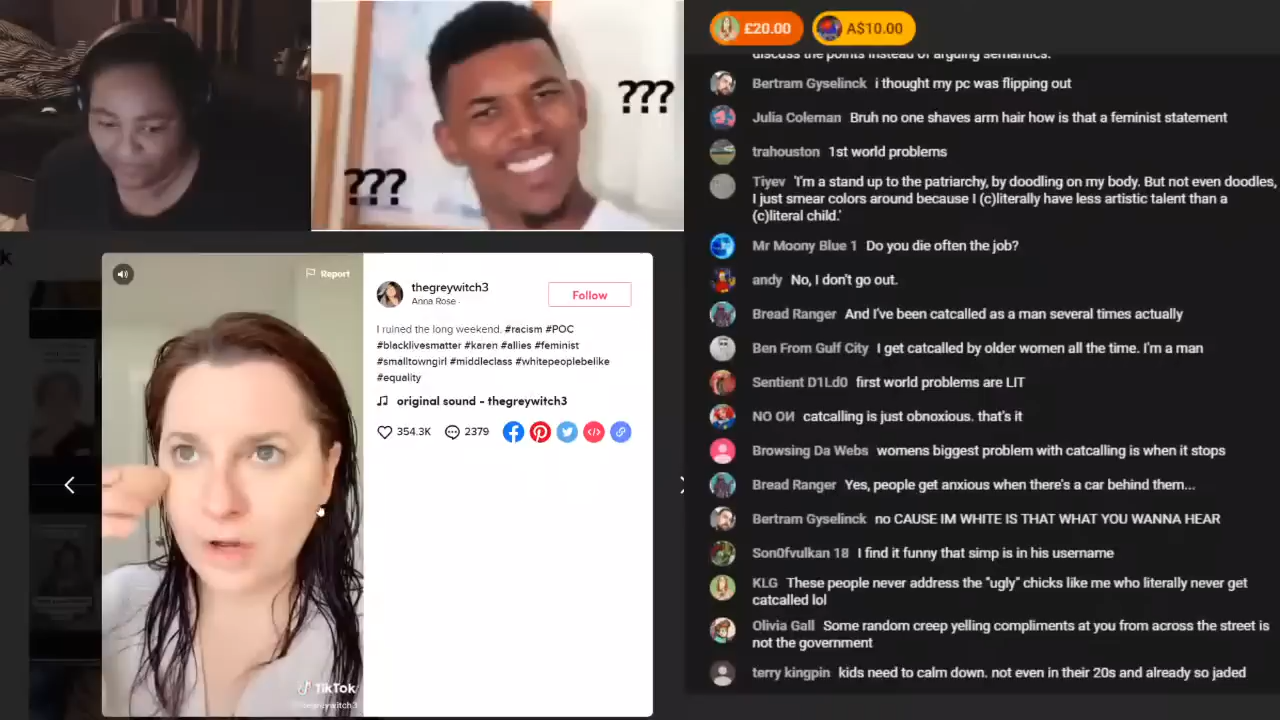 £20.00
A$10.00
discuss the points instead of arguing semantics.
Bertram Gyselinck i thought my pc was flipping out
Julia Coleman Bruh no one shaves arm hair how is that a feminist statement
trahouston 1st world problems
Tiyev 'I'm a stand up to the patriarchy, by doodling on my body. But not even doodles,
I just smear colors around because I (c)literally have less artistic talent than a
(c)literal child.'
Mr Moony Blue 1 Do you die often the job?
andy No, I don't go out.
Bread Ranger And I've been catcalled as a man several times actually
Ben From Gulf City I get catcalled by older women all the time. I'm a man
Sentient D1Ld0 first world problems are LIT
NO OИ catcalling is just obnoxious. that's it
Browsing Da Webs womens biggest problem with catcalling is when it stops
Bread Ranger Yes, people get anxious when there's a car behind them...
Bertram Gyselinck no CAUSE IM WHITE IS THAT WHAT YOU WANNA HEAR
Son0fvulkan 18 I find it funny that simp is in his username
KLG These people never address the "ugly" chicks like me who literally never get
catcalled lol
Olivia Gall Some random creep yelling compliments at you from across the street is
not the government
terry kingpin kids need to calm down. not even in their 20s and already so jaded
???
???
k
Report
thegreywitch3
Anna Rose ·
Follow
I ruined the long weekend. #racism #POC
#blacklivesmatter #karen #allies #feminist
#smalltowngirl #middleclass #whitepeoplebelike
#equality
original sound - thegreywitch3
354.3K
2379
TikTok